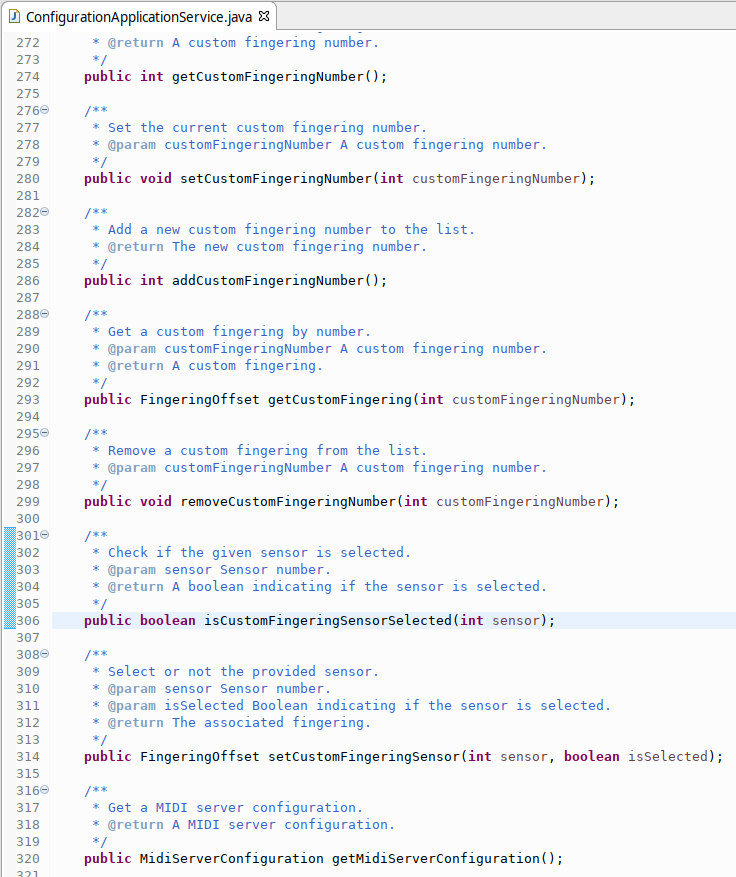 ConfigurationApplicationService.java
272 * @return A custom fingering number.
273 */
274 public int getCustomFingeringNumber();
275
276 /**
277 * Set the current custom fingering number.
278 * @param customFingeringNumber A custom fingering number.
279 */
280 public void setCustomFingeringNumber(int customFingeringNumber);
281
282 /**
283 * Add a new custom fingering number to the list.
284 * @return The new custom fingering number.
285 */
286 public int addCustomFingeringNumber();
287
288 /**
289 * Get a custom fingering by number.
290 * @param customFingeringNumber A custom fingering number.
291 * @return A custom fingering.
292 */
293 public FingeringOffset getCustomFingering(int customFingeringNumber);
294
295 /**
296 * Remove a custom fingering from the list.
297 * @param customFingeringNumber A custom fingering number.
298 */
299 public void removeCustomFingeringNumber(int customFingeringNumber);
300
301 /**
302 * Check if the given sensor is selected.
303 * @param sensor Sensor number.
304 * @return A boolean indicating if the sensor is selected.
305 */
306 public boolean isCustomFingeringSensorSelected(int sensor);
307
308 /**
309 * Select or not the provided sensor.
310 * @param sensor Sensor number.
311 * @param isSelected Boolean indicating if the sensor is selected.
312 * @return The associated fingering.
313 */
314 public FingeringOffset setCustomFingeringSensor(int sensor, boolean isSelected);
315
316 /**
317 * Get a MIDI server configuration.
318 * @return A MIDI server configuration.
319 */
320 public MidiServerConfiguration getMidiServerConfiguration();
321